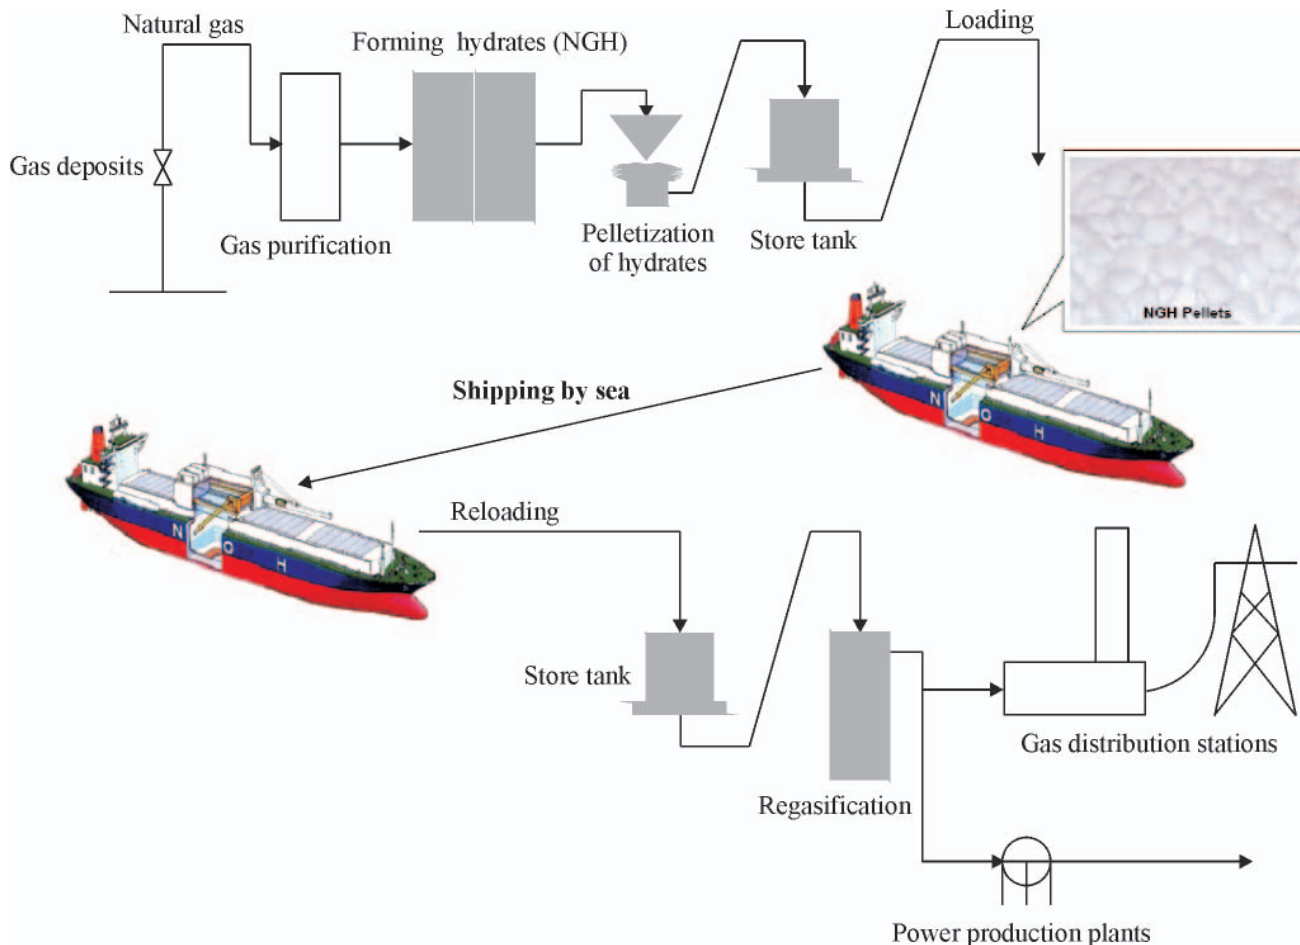 Natural gas
Forming hydrates (NGH)
Loading
Gas deposits
Gas purification
Pelletization
of hydrates
Store tank
NGH Pellets
Shipping by sea
N
G
H
N
G
H
Reloading
Store tank
Regasification
Gas distribution stations
Power production plants